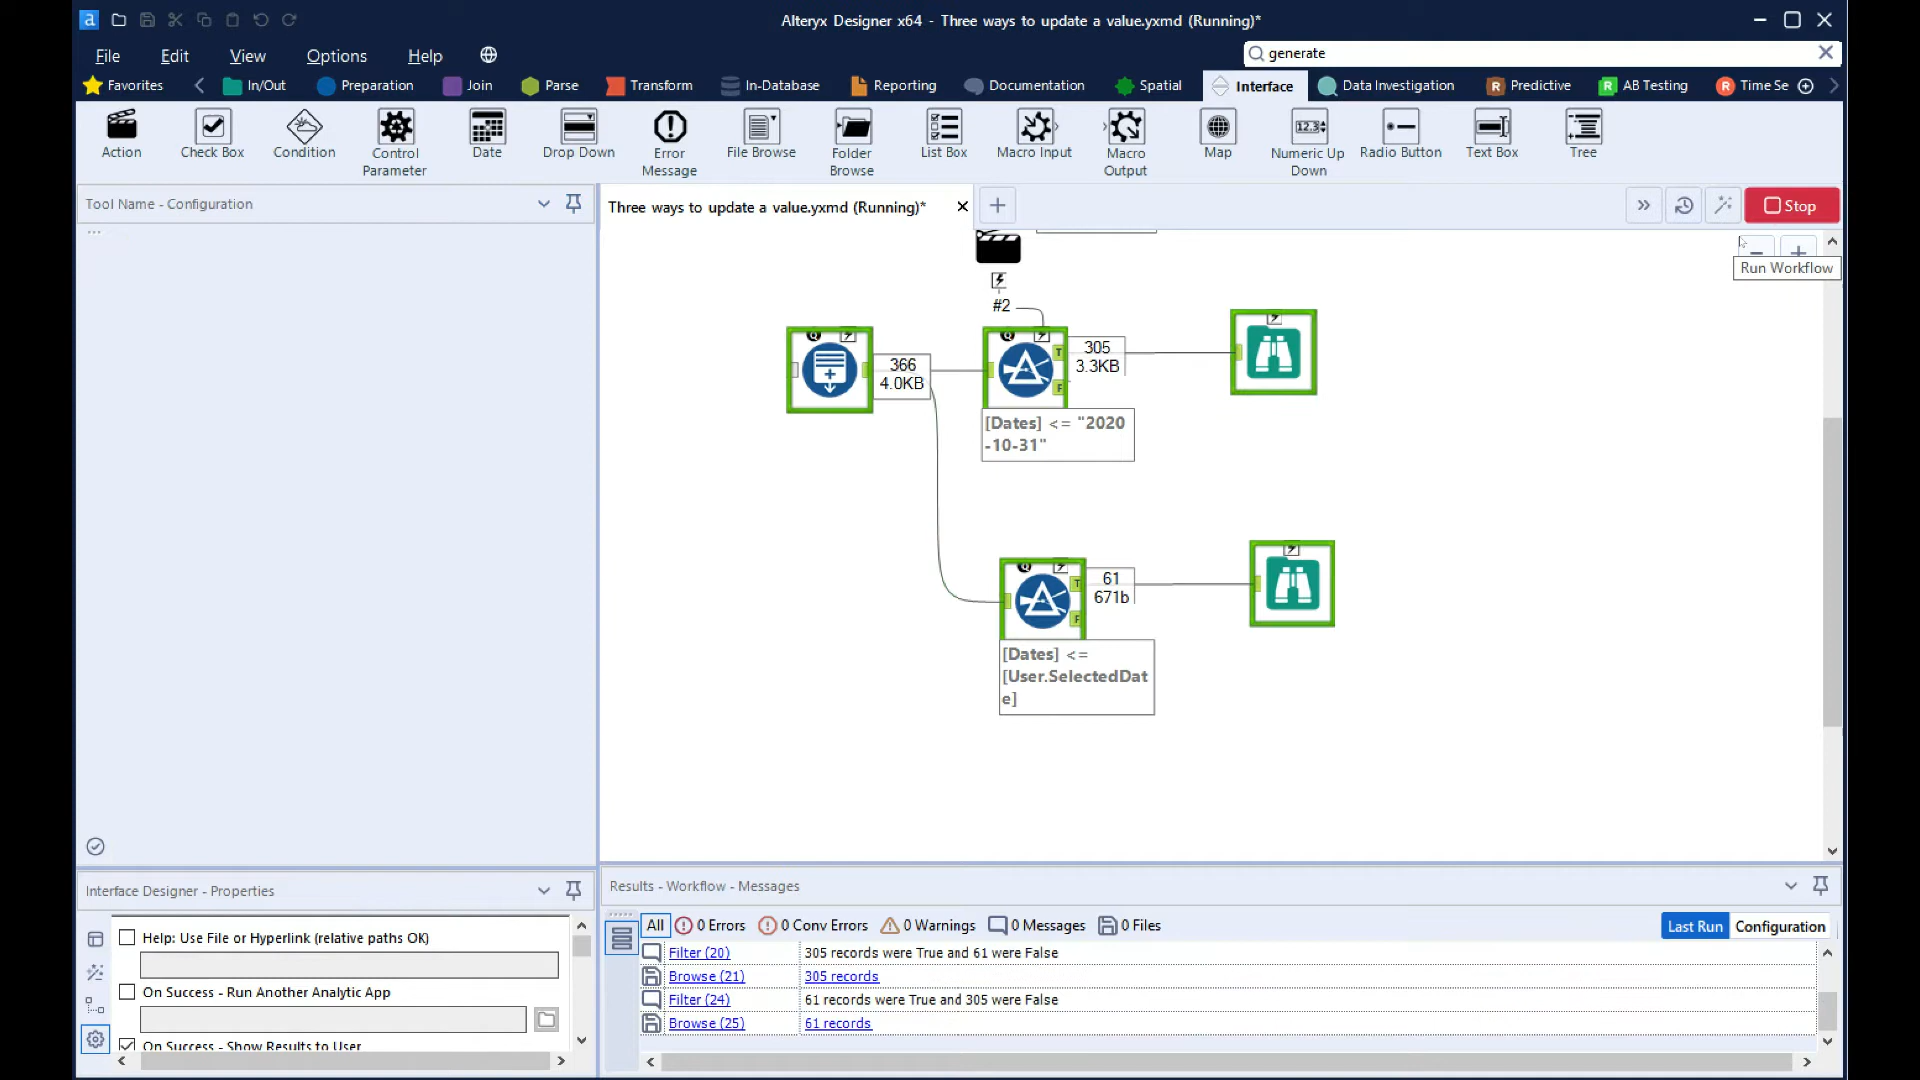 Alteryx Designer x64 - Three ways to update a value.yxmd (Running)*
File Edit View Options Help
generate
Favorites In/Out Preparation Join Parse Transform In-Database Reporting Documentation Spatial Interface Data Investigation Predictive AB Testing Time Se
Action Check Box Condition Control Parameter Date Drop Down Error Message File Browse Folder Browse List Box Macro Input Macro Output Map Numeric Up Down Radio Button Text Box Tree
Tool Name - Configuration
Three ways to update a value.yxmd (Running)*
Stop
Run Workflow
#2
366
4.0KB
T
F
305
3.3KB
[Dates] <= "2020
-10-31"
T
F
61
671b
[Dates] <=
[User.SelectedDat
e]
Interface Designer - Properties
Help: Use File or Hyperlink (relative paths OK)
On Success - Run Another Analytic App
On Success - Show Results to User
Results - Workflow - Messages
All 0 Errors 0 Conv Errors 0 Warnings 0 Messages 0 Files Last Run Configuration
Filter (20) 305 records were True and 61 were False
Browse (21) 305 records
Filter (24) 61 records were True and 305 were False
Browse (25) 61 records